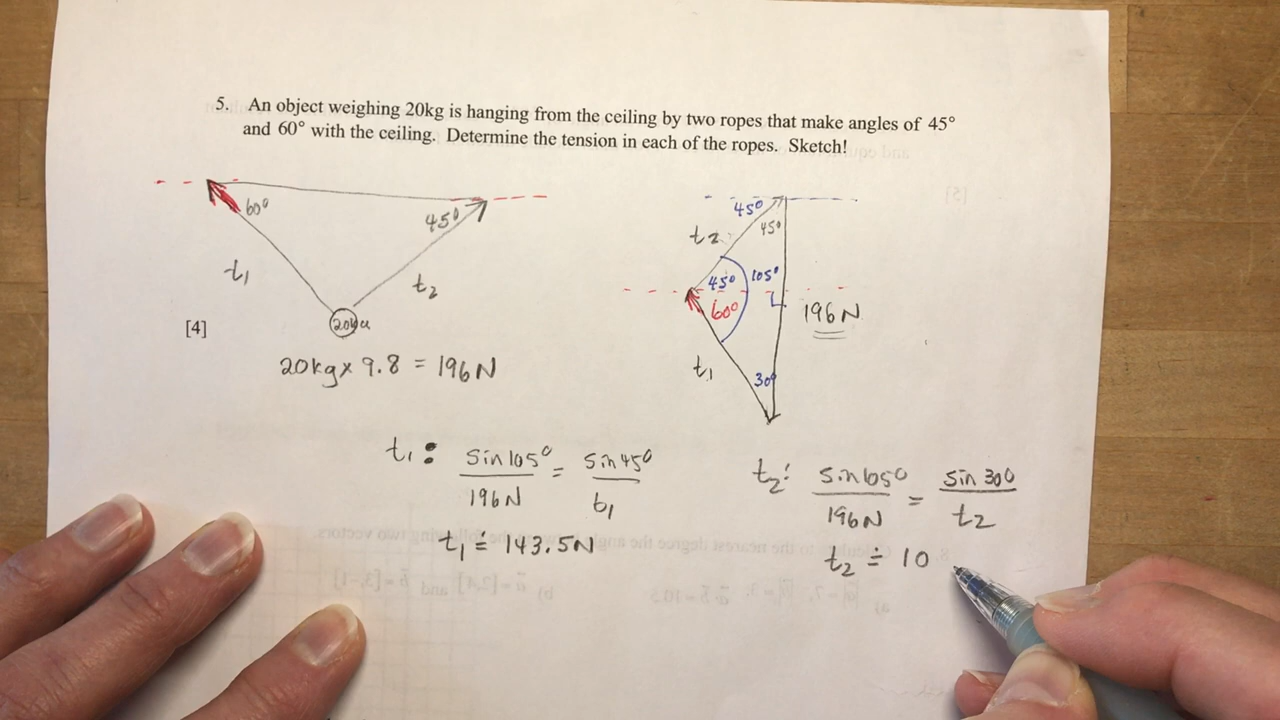 5. An object weighing 20kg is hanging from the ceiling by two ropes that make angles of 45°
and 60° with the ceiling. Determine the tension in each of the ropes. Sketch!
60°
45°
t₁
t₂
[4]
20kg × 9.8 = 196N
45°
45°
t₂
45°
105°
60°
196N
t₁
30°
t₁: sin105°/196N = sin45°/t₁
t₁ ≐ 143.5N
t₂: sin105°/196N = sin30°/t₂
t₂ ≐ 10